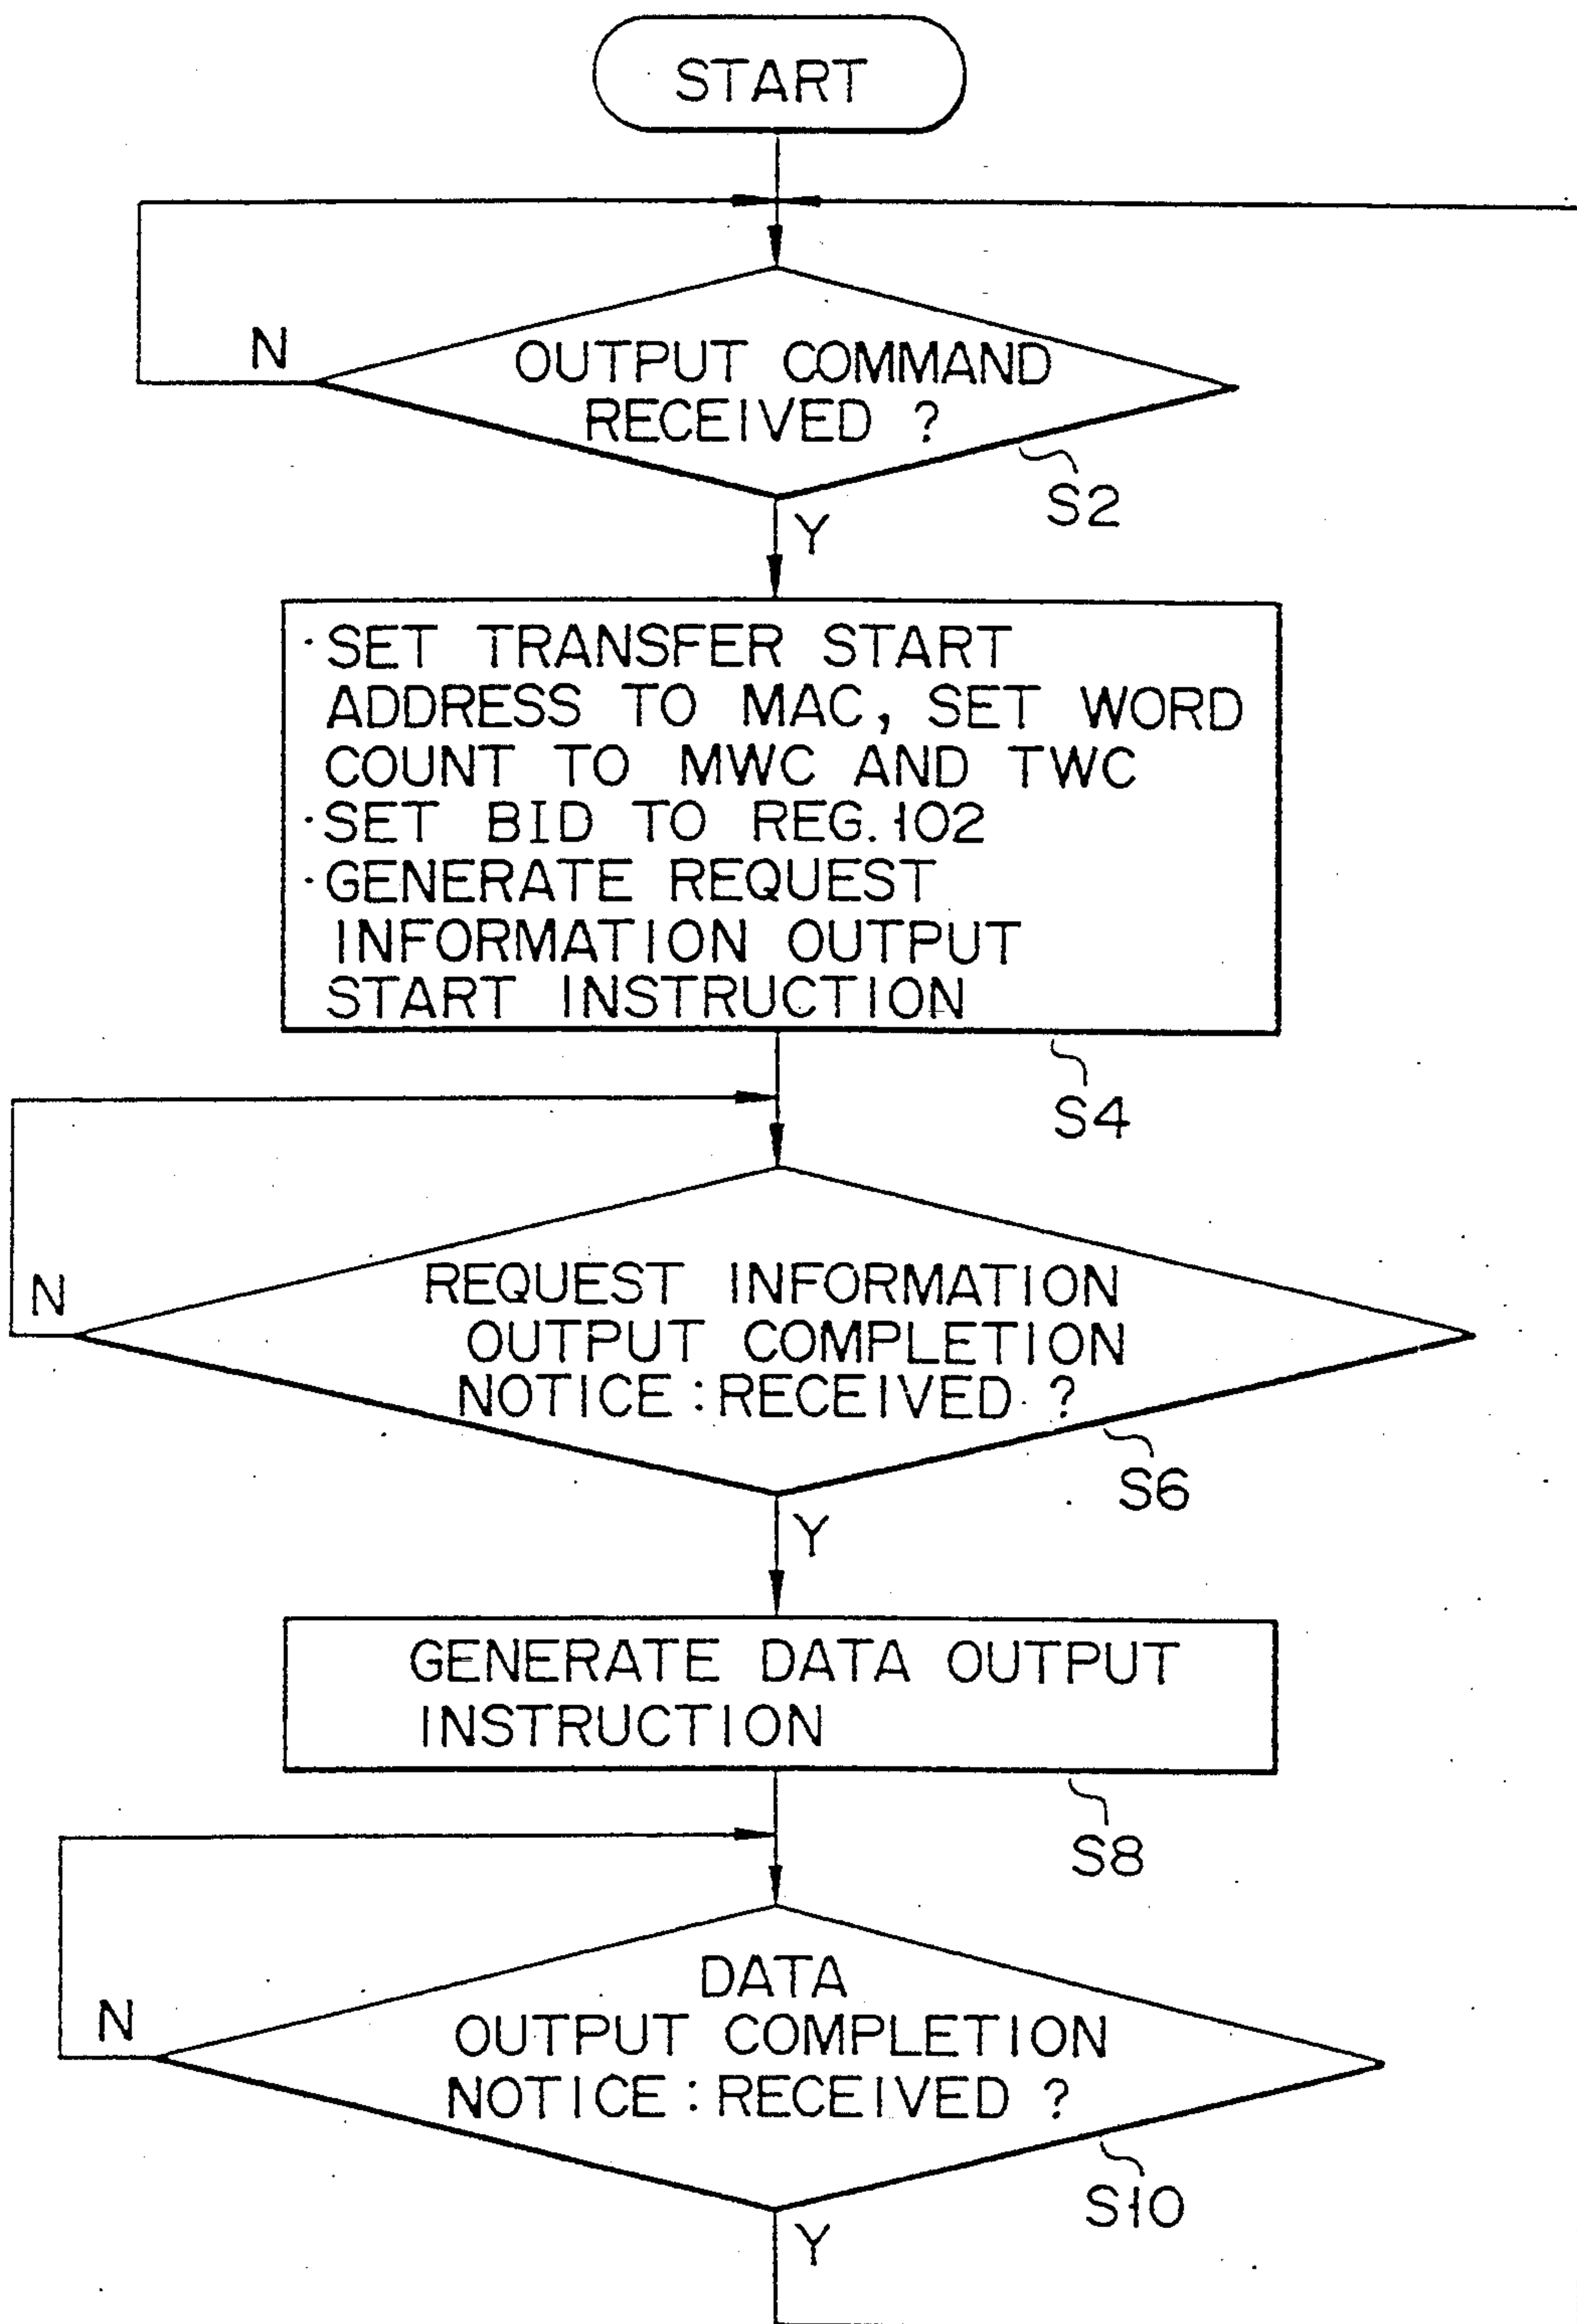 START
N
OUTPUT COMMAND
RECEIVED ?
S2
Y
·SET TRANSFER START
ADDRESS TO MAC, SET WORD
COUNT TO MWC AND TWC
·SET BID TO REG.102
·GENERATE REQUEST
INFORMATION OUTPUT
START INSTRUCTION
S4
N
REQUEST INFORMATION
OUTPUT COMPLETION
NOTICE : RECEIVED ?
S6
Y
GENERATE DATA OUTPUT
INSTRUCTION
S8
N
DATA
OUTPUT COMPLETION
NOTICE : RECEIVED ?
S10
Y